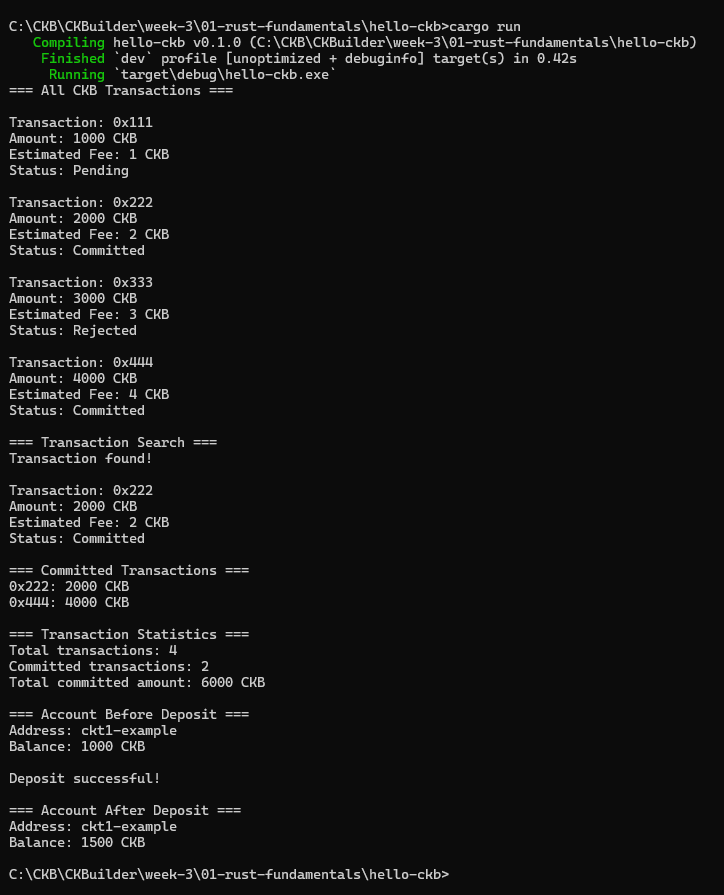 C:\CKB\CKBuilder\week-3\01-rust-fundamentals\hello-ckb>cargo run
Compiling hello-ckb v0.1.0 (C:\CKB\CKBuilder\week-3\01-rust-fundamentals\hello-ckb)
Finished `dev` profile [unoptimized + debuginfo] target(s) in 0.42s
Running `target\debug\hello-ckb.exe`
=== All CKB Transactions ===
Transaction: 0x111
Amount: 1000 CKB
Estimated Fee: 1 CKB
Status: Pending
Transaction: 0x222
Amount: 2000 CKB
Estimated Fee: 2 CKB
Status: Committed
Transaction: 0x333
Amount: 3000 CKB
Estimated Fee: 3 CKB
Status: Rejected
Transaction: 0x444
Amount: 4000 CKB
Estimated Fee: 4 CKB
Status: Committed
=== Transaction Search ===
Transaction found!
Transaction: 0x222
Amount: 2000 CKB
Estimated Fee: 2 CKB
Status: Committed
=== Committed Transactions ===
0x222: 2000 CKB
0x444: 4000 CKB
=== Transaction Statistics ===
Total transactions: 4
Committed transactions: 2
Total committed amount: 6000 CKB
=== Account Before Deposit ===
Address: ckt1-example
Balance: 1000 CKB
Deposit successful!
=== Account After Deposit ===
Address: ckt1-example
Balance: 1500 CKB
C:\CKB\CKBuilder\week-3\01-rust-fundamentals\hello-ckb>